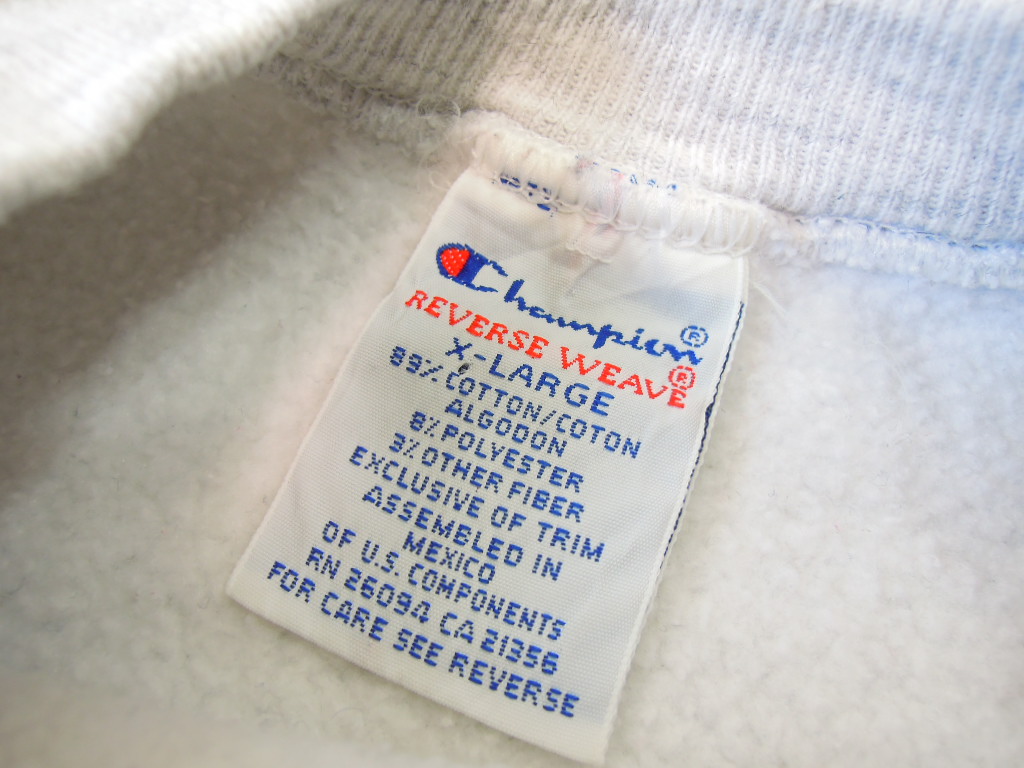 Champion®
REVERSE WEAVE®
X-LARGE
89% COTTON/COTON
ALGODON
8% POLYESTER
3% OTHER FIBER
EXCLUSIVE OF TRIM
ASSEMBLED IN
MEXICO
OF U.S. COMPONENTS
RN 26094 CA 21356
FOR CARE SEE REVERSE